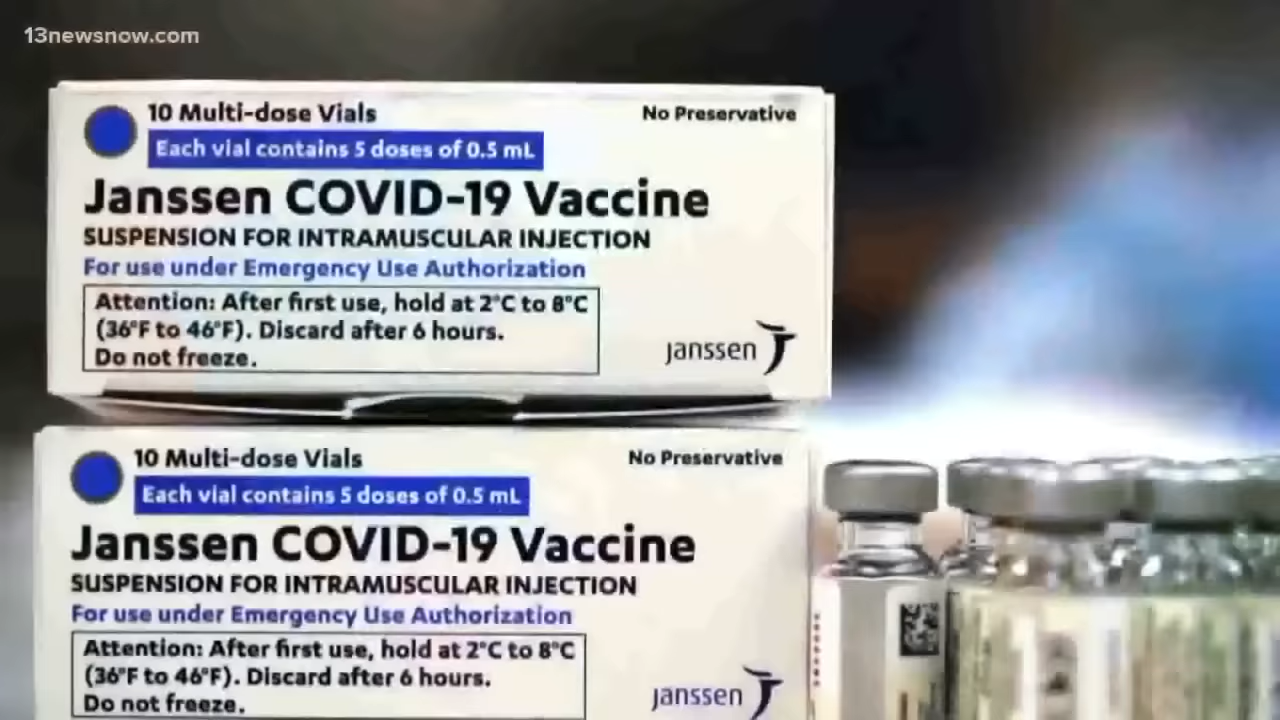 13newsnow.com
10 Multi-dose Vials
No Preservative
Each vial contains 5 doses of 0.5 mL
Janssen COVID-19 Vaccine
SUSPENSION FOR INTRAMUSCULAR INJECTION
For use under Emergency Use Authorization
Attention: After first use, hold at 2°C to 8°C
(36°F to 46°F). Discard after 6 hours.
Do not freeze.
janssen
10 Multi-dose Vials
No Preservative
Each vial contains 5 doses of 0.5 mL
Janssen COVID-19 Vaccine
SUSPENSION FOR INTRAMUSCULAR INJECTION
For use under Emergency Use Authorization
Attention: After first use, hold at 2°C to 8°C
(36°F to 46°F). Discard after 6 hours.
Do not freeze.
janssen